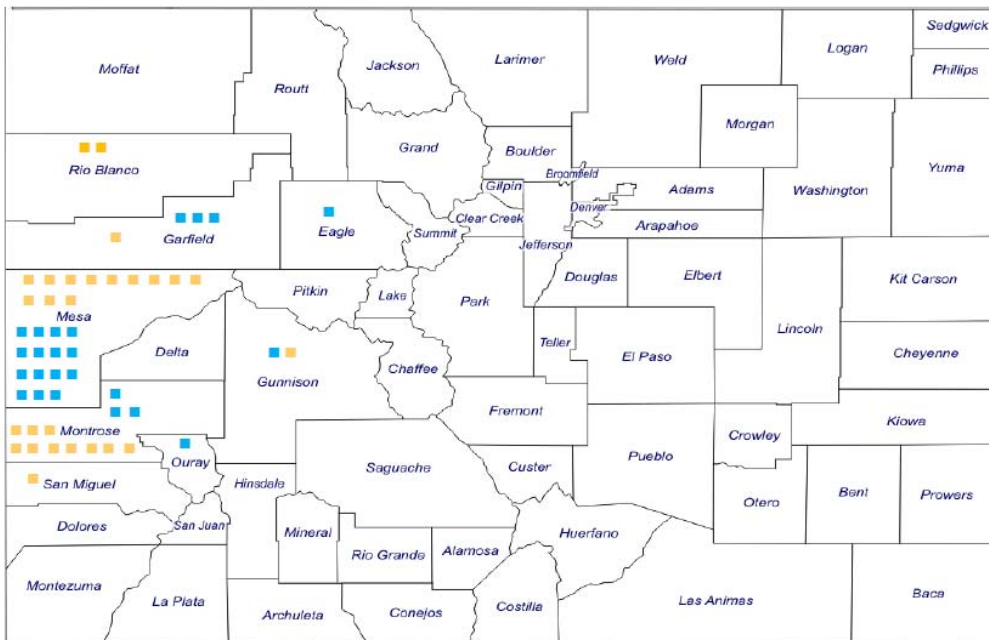 Sedgwick
Logan
Larimer
Weld
Jackson
Moffat
Phillips
Routt
Morgan
Grand
Boulder
Yuma
Rio Blanco
Broomfield
Gilpin
Adams
Washington
Denver
Clear Creek
Arapahoe
Eagle
Summit
Garfield
Jefferson
Douglas
Elbert
Kit Carson
Pitkin
Lake
Park
Mesa
Lincoln
Teller
Delta
El Paso
Cheyenne
Chaffee
Gunnison
Fremont
Kiowa
Montrose
Crowley
Pueblo
Ouray
Saguache
Custer
San Miguel
Hinsdale
Bent
Prowers
Otero
Dolores
San Juan
Mineral
Huerfano
Alamosa
Rio Grande
Montezuma
La Plata
Las Animas
Baca
Costilla
Conejos
Archuleta